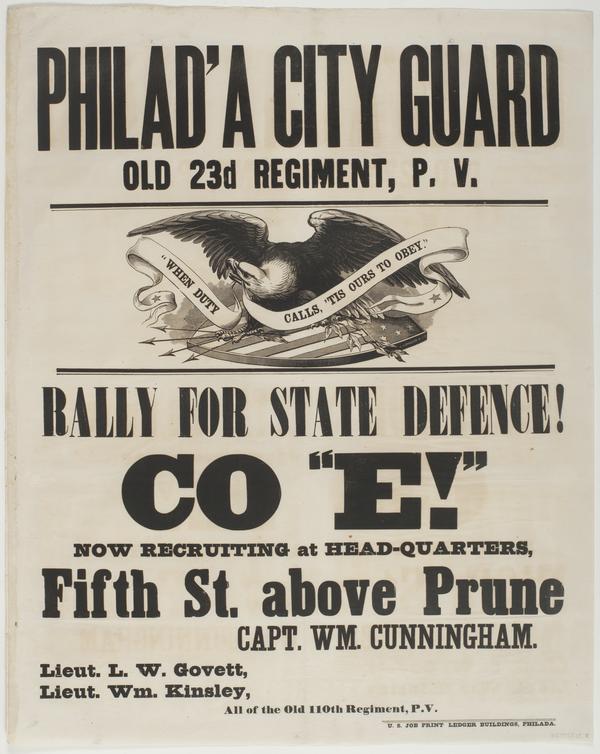 PHILAD'A CITY GUARD
OLD 23d REGIMENT, P. V.
"WHEN DUTY CALLS, 'TIS OURS TO OBEY."
RALLY FOR STATE DEFENCE!
CO "E!"
NOW RECRUITING at HEAD-QUARTERS,
Fifth St. above Prune
CAPT. WM. CUNNINGHAM.
Lieut. L. W. Govett,
Lieut. Wm. Kinsley,
All of the Old 110th Regiment, P.V.
U. S. JOB PRINT LEDGER BUILDINGS, PHILADA.